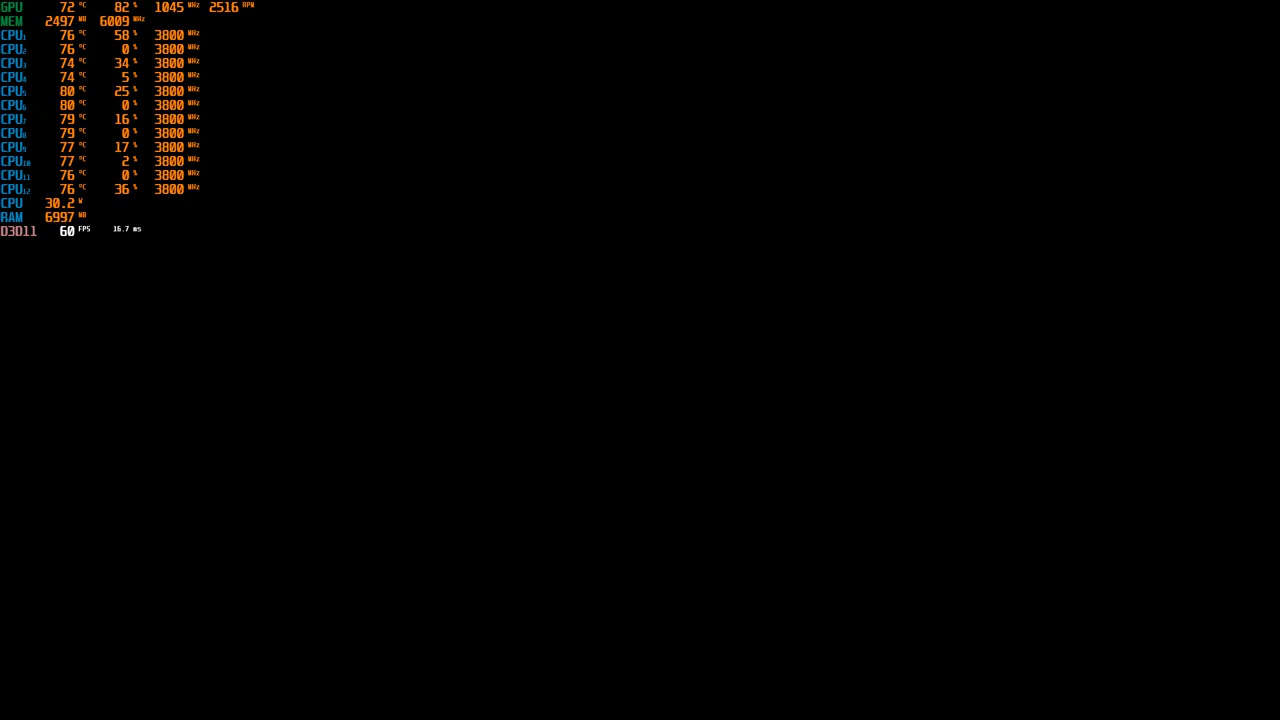 GPU 72 °C 82 % 1045 MHz 2516 RPM
MEM 2497 MB 6009 MHz
CPU1 76 °C 58 % 3800 MHz
CPU2 76 °C 0 % 3800 MHz
CPU3 74 °C 34 % 3800 MHz
CPU4 74 °C 5 % 3800 MHz
CPU5 80 °C 25 % 3800 MHz
CPU6 80 °C 0 % 3800 MHz
CPU7 79 °C 16 % 3800 MHz
CPU8 79 °C 0 % 3800 MHz
CPU9 77 °C 17 % 3800 MHz
CPU10 77 °C 2 % 3800 MHz
CPU11 76 °C 0 % 3800 MHz
CPU12 76 °C 36 % 3800 MHz
CPU 30.2 W
RAM 6997 MB
D3D11 60 FPS 16.7 ms